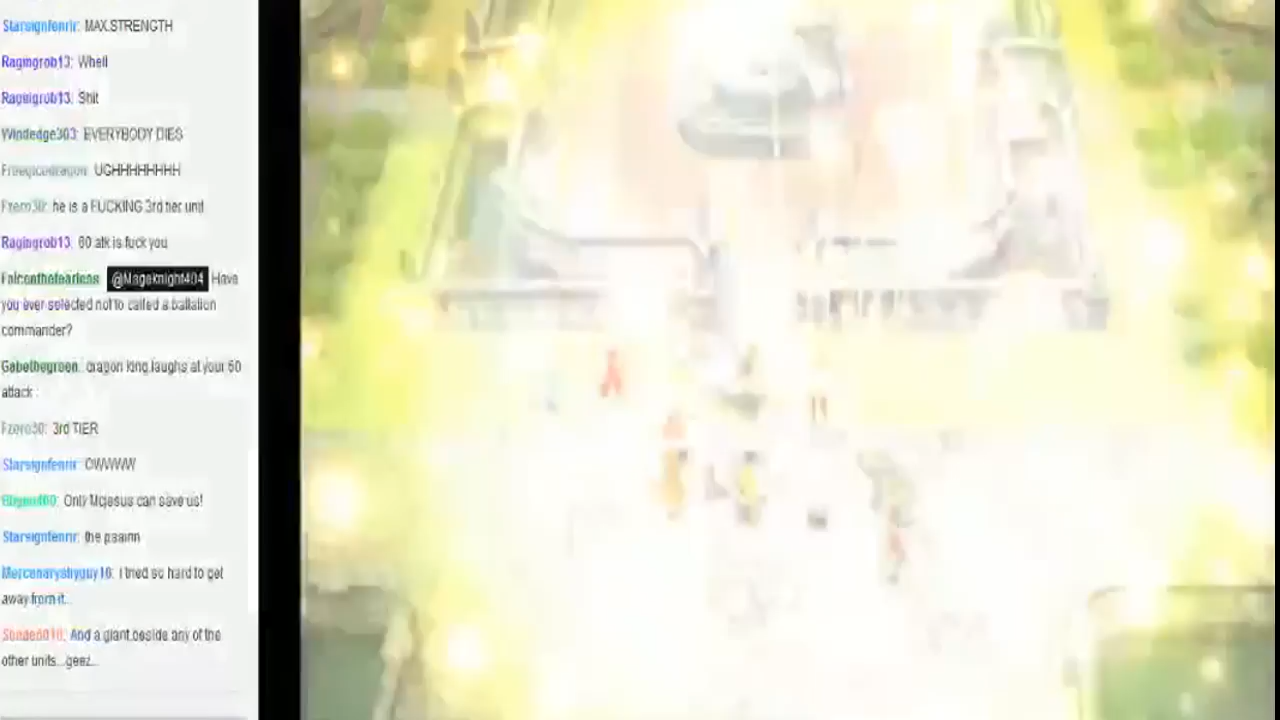 Starsignfenrir: MAX.STRENGTH
Ragingrob13: Whell
Ragingrob13: Shit
Windedge303: EVERYBODY DIES
UGHHHHHHHH
Fzero30: he is a FUCKING 3rd tier unit
Ragingrob13: 60 atk is fuck you
Falconthefearless: @Mageknight404 Have
you ever selected not to called a battalion
commander?
Gabethegreen: dragon king laughs at your 60
attack :
Fzero30: 3rd TIER
Starsignfenrir: OWWWW
Only Mcjesus can save us!
Starsignfenrir: the paainn
I tried so hard to get
away from it...
And a giant beside any of the
other units...geez...